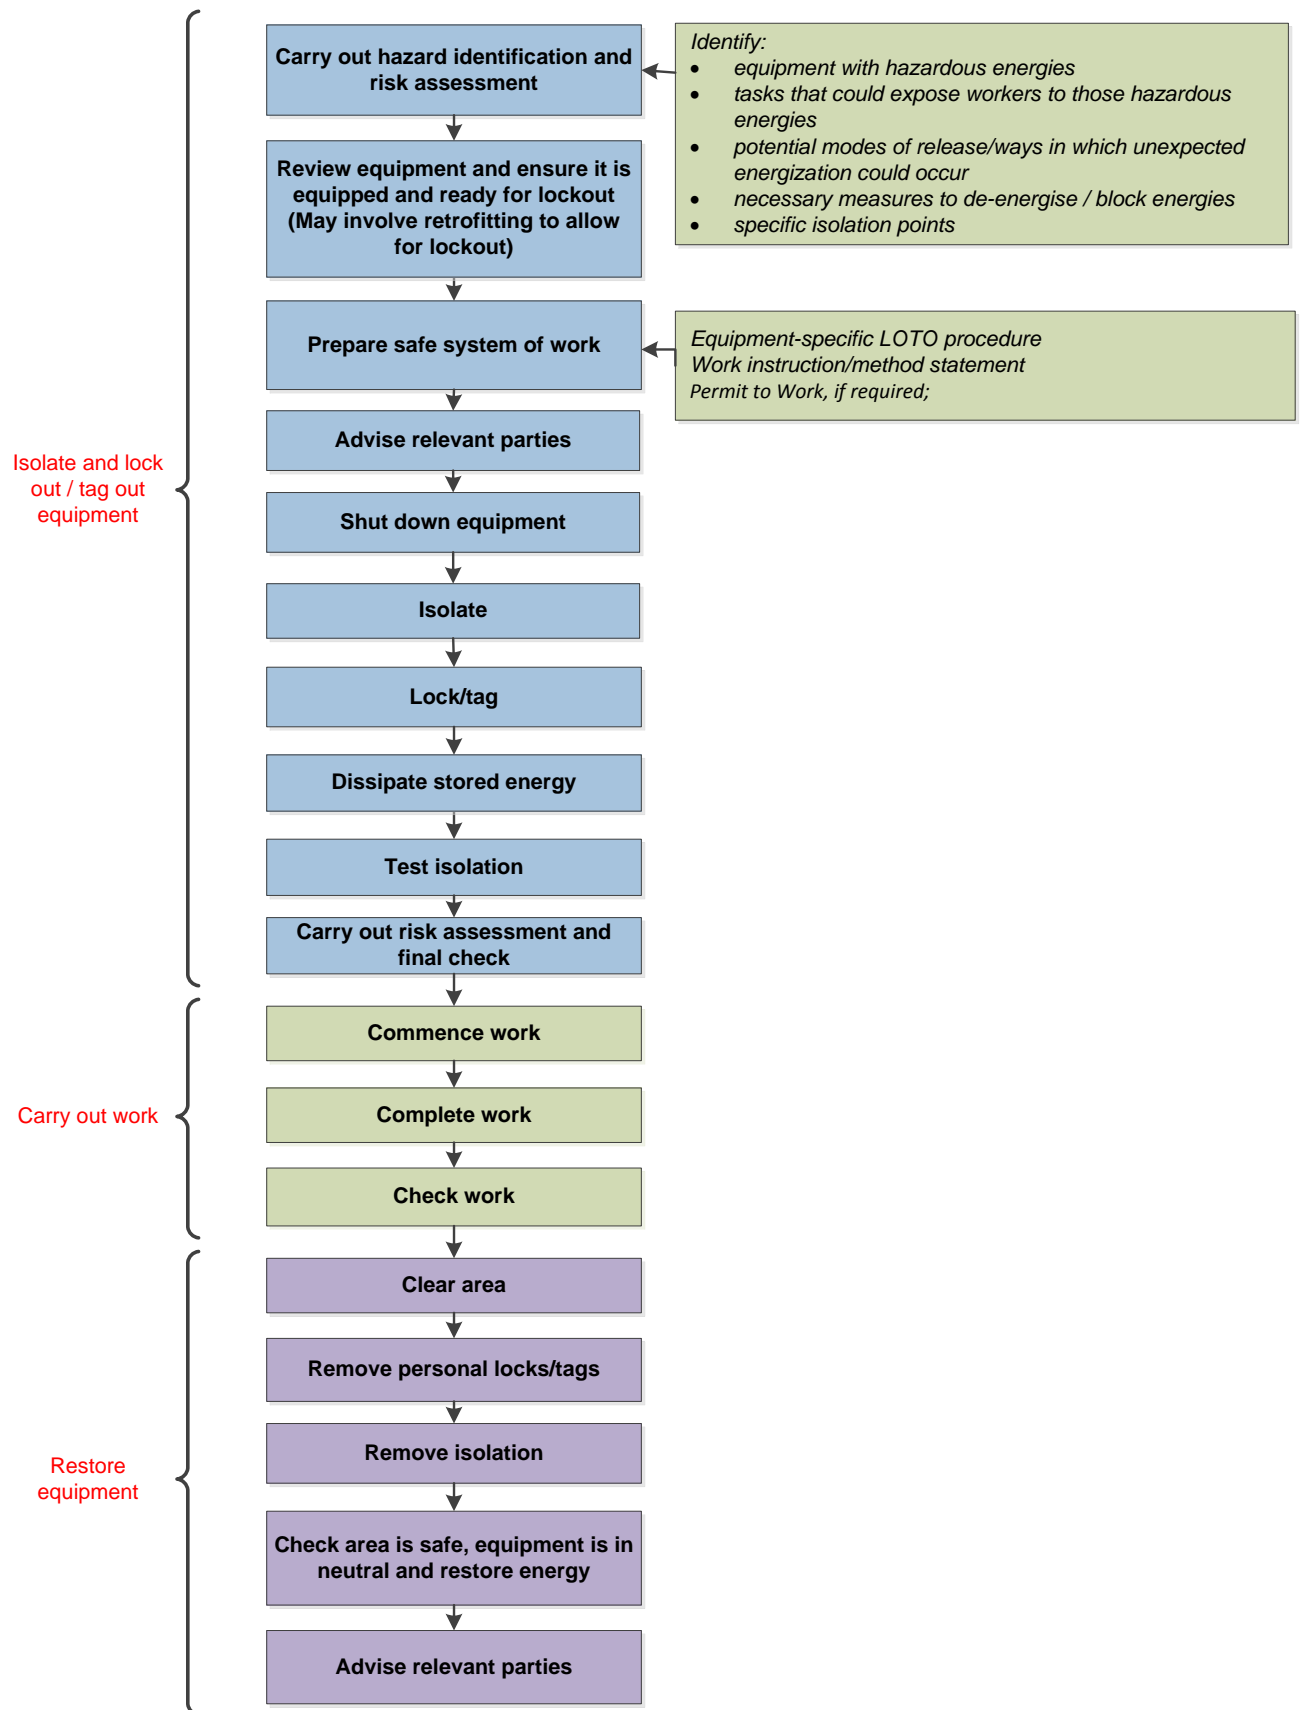 Carry out hazard identification and
risk assessment
Identify:
• equipment with hazardous energies
• tasks that could expose workers to those hazardous
energies
• potential modes of release/ways in which unexpected
energization could occur
• necessary measures to de-energise / block energies
• specific isolation points
Review equipment and ensure it is
equipped and ready for lockout
(May involve retrofitting to allow
for lockout)
Prepare safe system of work
Equipment-specific LOTO procedure
Work instruction/method statement
Permit to Work, if required;
Advise relevant parties
Isolate and lock
out / tag out
equipment
Shut down equipment
Isolate
Lock/tag
Dissipate stored energy
Test isolation
Carry out risk assessment and
final check
Commence work
Carry out work
Complete work
Check work
Clear area
Remove personal locks/tags
Remove isolation
Restore
equipment
Check area is safe, equipment is in
neutral and restore energy
Advise relevant parties